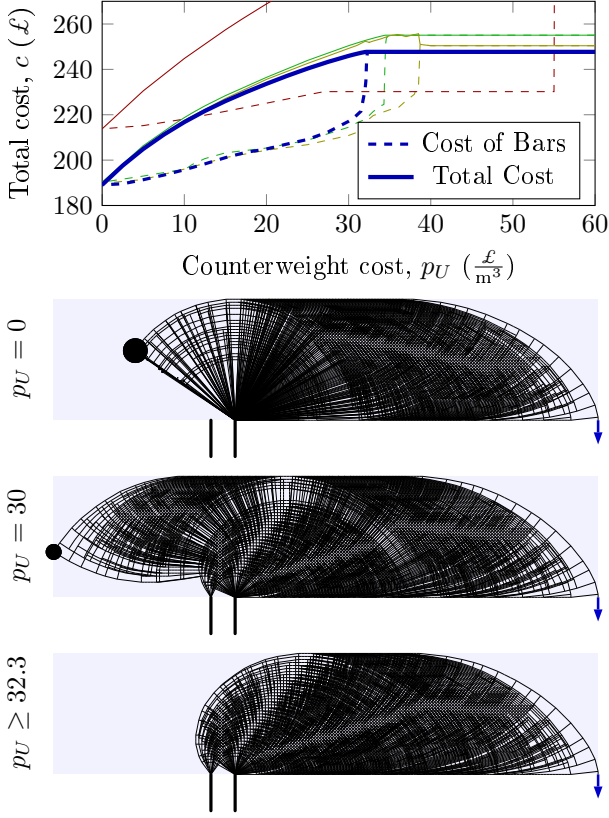 260
240
220
200
180
Total cost, c (£)
Cost of Bars
Total Cost
0 10 20 30 40 50 60
Counterweight cost, p_U (£/m³)
p_U = 0
p_U = 30
p_U ≥ 32.3